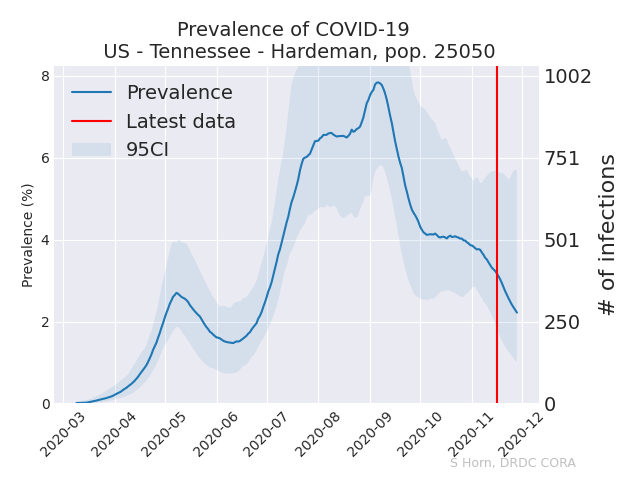 Prevalence of COVID-19
US - Tennessee - Hardeman, pop. 25050
Prevalence
Latest data
95CI
Prevalence (%)
8
6
4
2
0
1002
751
501
250
0
# of infections
2020-03
2020-04
2020-05
2020-06
2020-07
2020-08
2020-09
2020-10
2020-11
2020-12
S Horn, DRDC CORA